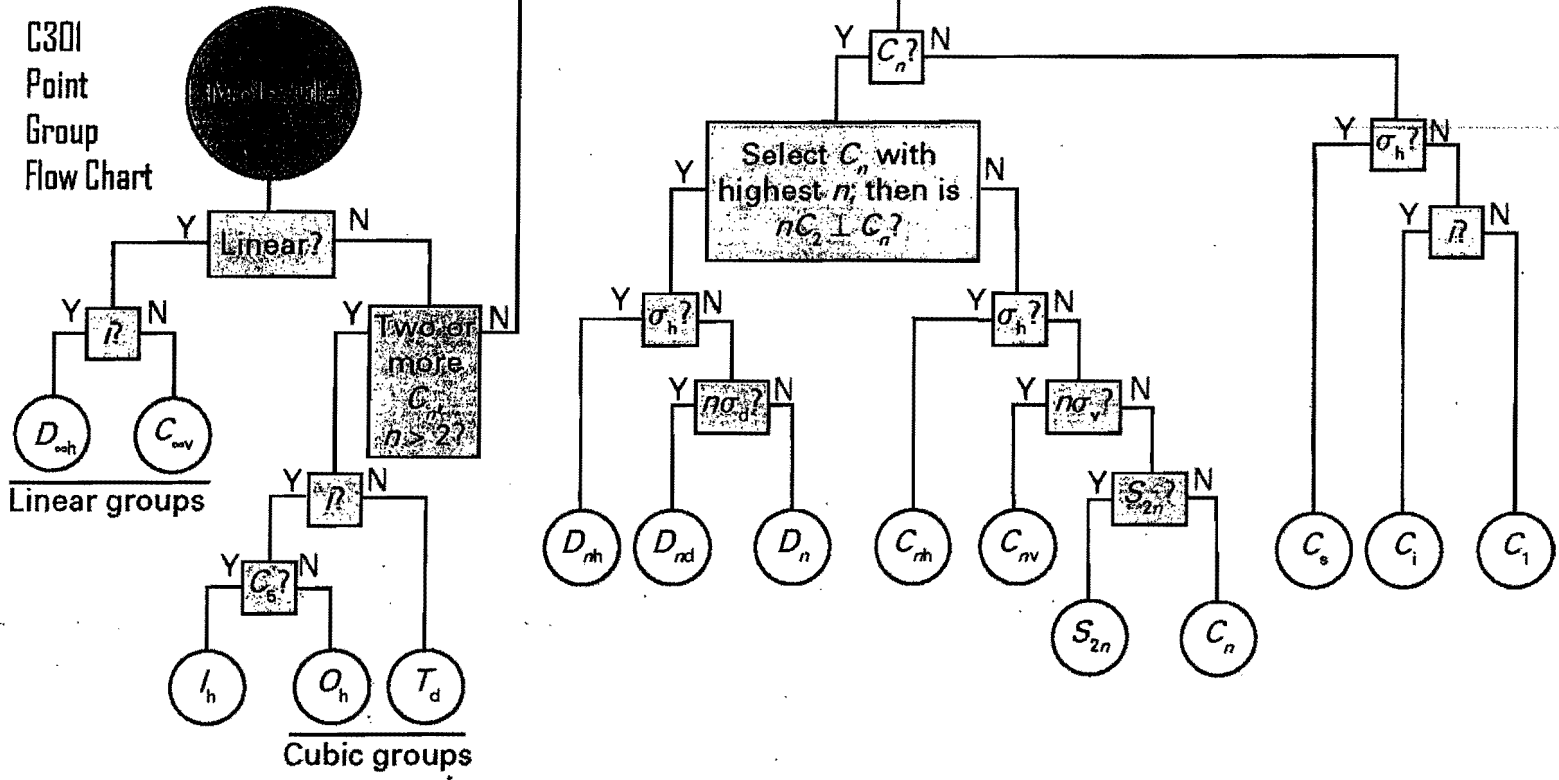 C301
Point
Group
Flow Chart
Molecule
Y
N
Linear?
Y
N
i?
D∞h
C∞v
Linear groups
Y
N
Two or
more
Cn,
n > 2?
Y
N
i?
Y
N
C5?
Ih
Oh
Td
Cubic groups
Y
N
Cn?
Y
N
Select Cn with
highest n; then is
nC2 ⊥ Cn?
Y
N
σh?
Y
N
nσd?
Dnh
Dnd
Dn
Y
N
σh?
Y
N
nσv?
Y
N
S2n?
Cnh
Cnv
S2n
Cn
Y
N
σh?
Y
N
i?
Cs
Ci
C1